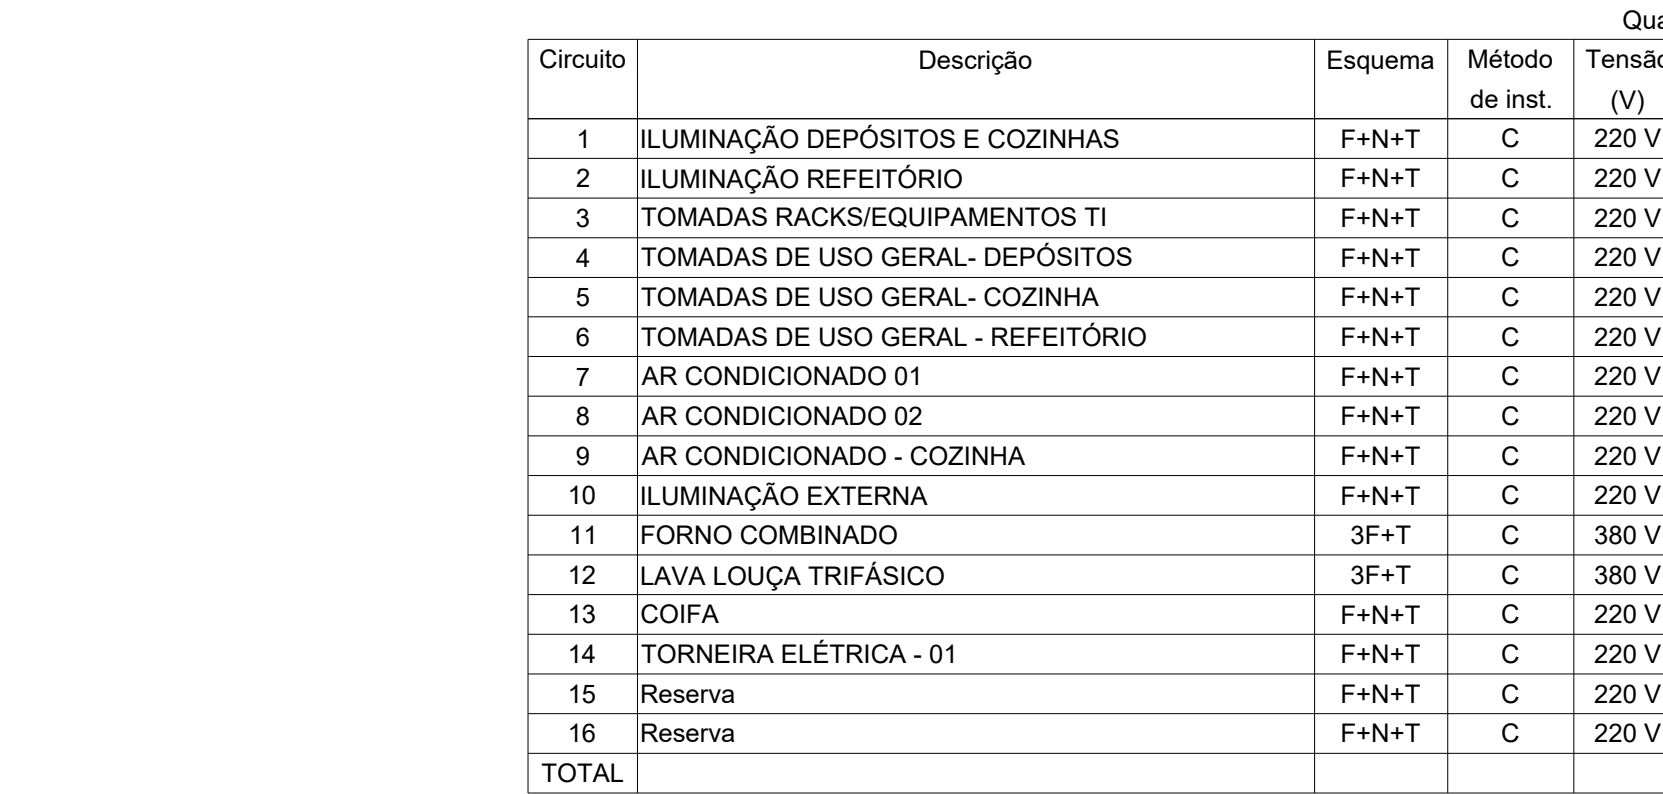 Qua
Circuito Descrição Esquema Método de inst. Tensão (V)
1 ILUMINAÇÃO DEPÓSITOS E COZINHAS F+N+T C 220 V
2 ILUMINAÇÃO REFEITÓRIO F+N+T C 220 V
3 TOMADAS RACKS/EQUIPAMENTOS TI F+N+T C 220 V
4 TOMADAS DE USO GERAL- DEPÓSITOS F+N+T C 220 V
5 TOMADAS DE USO GERAL- COZINHA F+N+T C 220 V
6 TOMADAS DE USO GERAL - REFEITÓRIO F+N+T C 220 V
7 AR CONDICIONADO 01 F+N+T C 220 V
8 AR CONDICIONADO 02 F+N+T C 220 V
9 AR CONDICIONADO - COZINHA F+N+T C 220 V
10 ILUMINAÇÃO EXTERNA F+N+T C 220 V
11 FORNO COMBINADO 3F+T C 380 V
12 LAVA LOUÇA TRIFÁSICO 3F+T C 380 V
13 COIFA F+N+T C 220 V
14 TORNEIRA ELÉTRICA - 01 F+N+T C 220 V
15 Reserva F+N+T C 220 V
16 Reserva F+N+T C 220 V
TOTAL